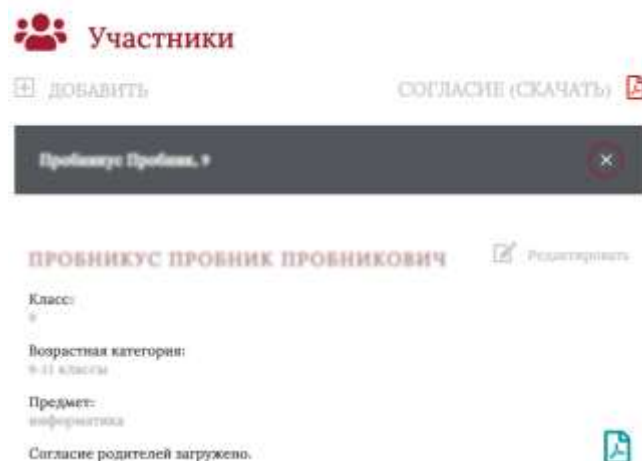 Участники
ДОБАВИТЬ
СОГЛАСИЕ (СКАЧАТЬ)
Пробникус Пробник, 9
ПРОБНИКУС ПРОБНИК ПРОБНИКОВИЧ
Редактировать
Класс:
9
Возрастная категория:
9-11 классы
Предмет:
информатика
Согласие родителей загружено.